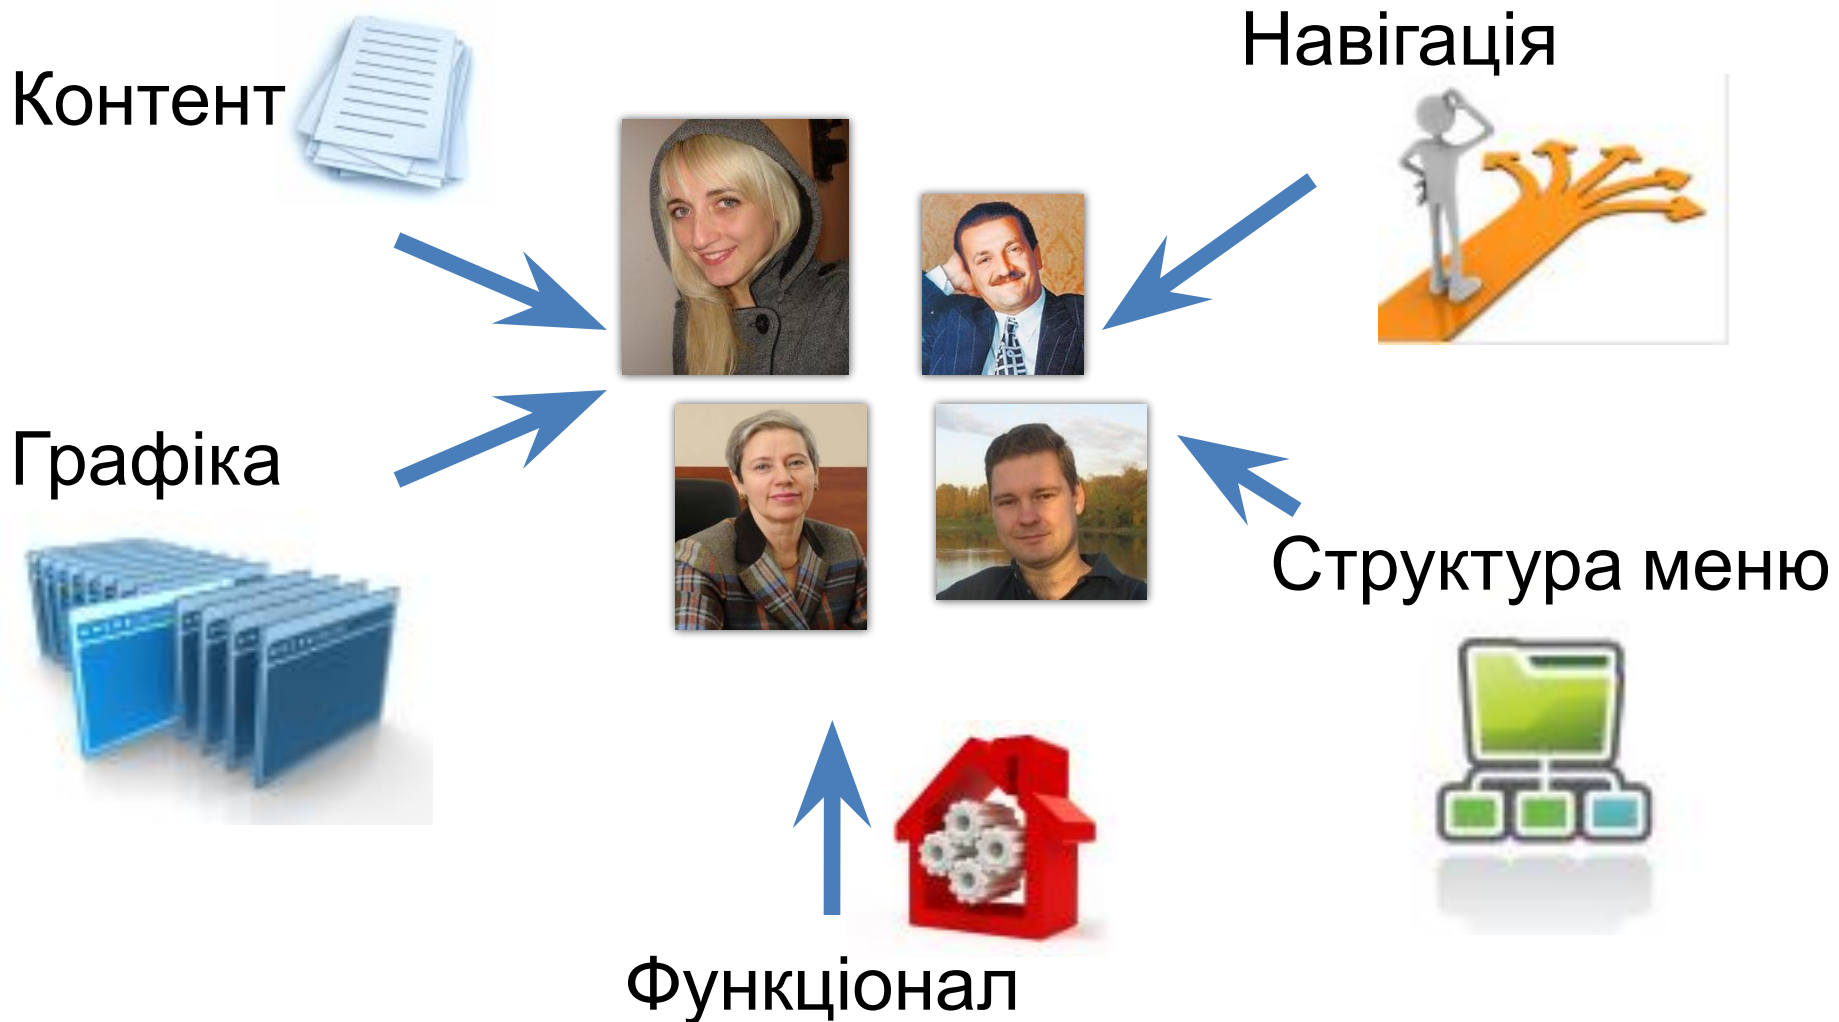 Контент
Навігація
Графіка
Структура меню
Функціонал